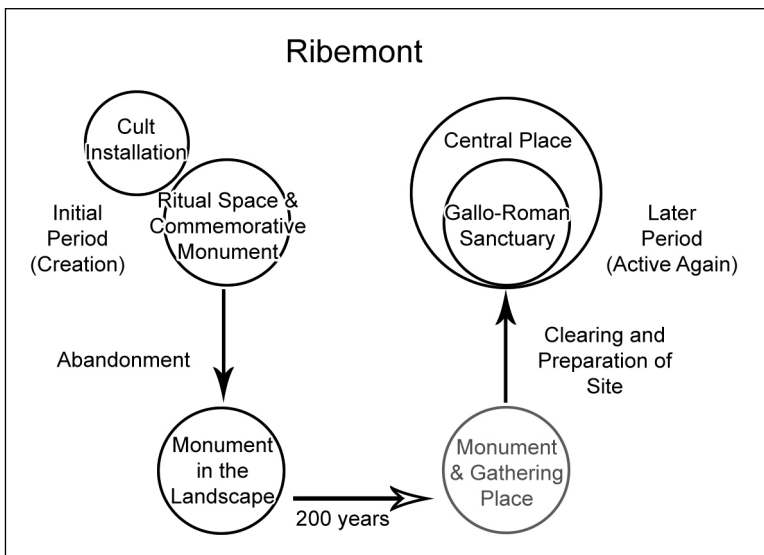 Ribemont
Cult
Installation
Ritual Space &
Commemorative
Monument
Initial
Period
(Creation)
Abandonment
Monument
in the
Landscape
200 years
Monument
& Gathering
Place
Clearing and
Preparation of
Site
Central Place
Gallo-Roman
Sanctuary
Later
Period
(Active Again)